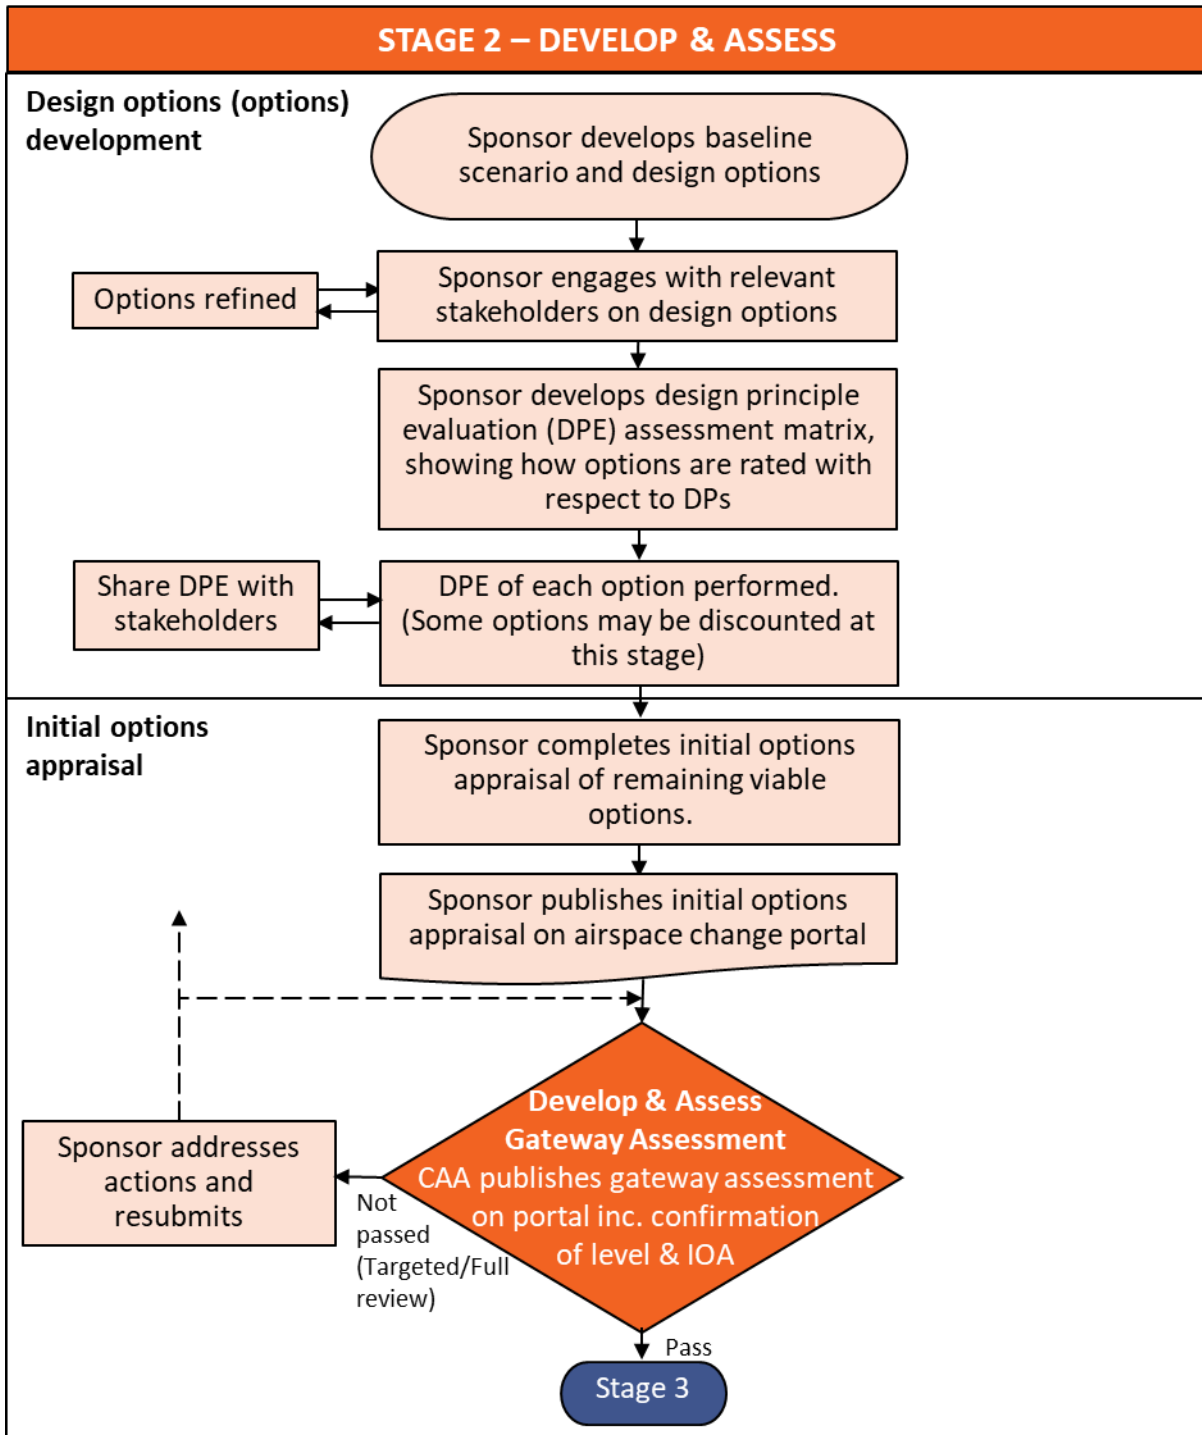 STAGE 2 – DEVELOP & ASSESS
Design options (options)
development
Sponsor develops baseline
scenario and design options
Options refined
Sponsor engages with relevant
stakeholders on design options
Sponsor develops design principle
evaluation (DPE) assessment matrix,
showing how options are rated with
respect to DPs
Share DPE with
stakeholders
DPE of each option performed.
(Some options may be discounted at
this stage)
Initial options
appraisal
Sponsor completes initial options
appraisal of remaining viable
options.
Sponsor publishes initial options
appraisal on airspace change portal
Develop & Assess
Gateway Assessment
CAA publishes gateway assessment
on portal inc. confirmation
of level & IOA
Sponsor addresses
actions and
resubmits
Not
passed
(Targeted/Full
review)
Pass
Stage 3